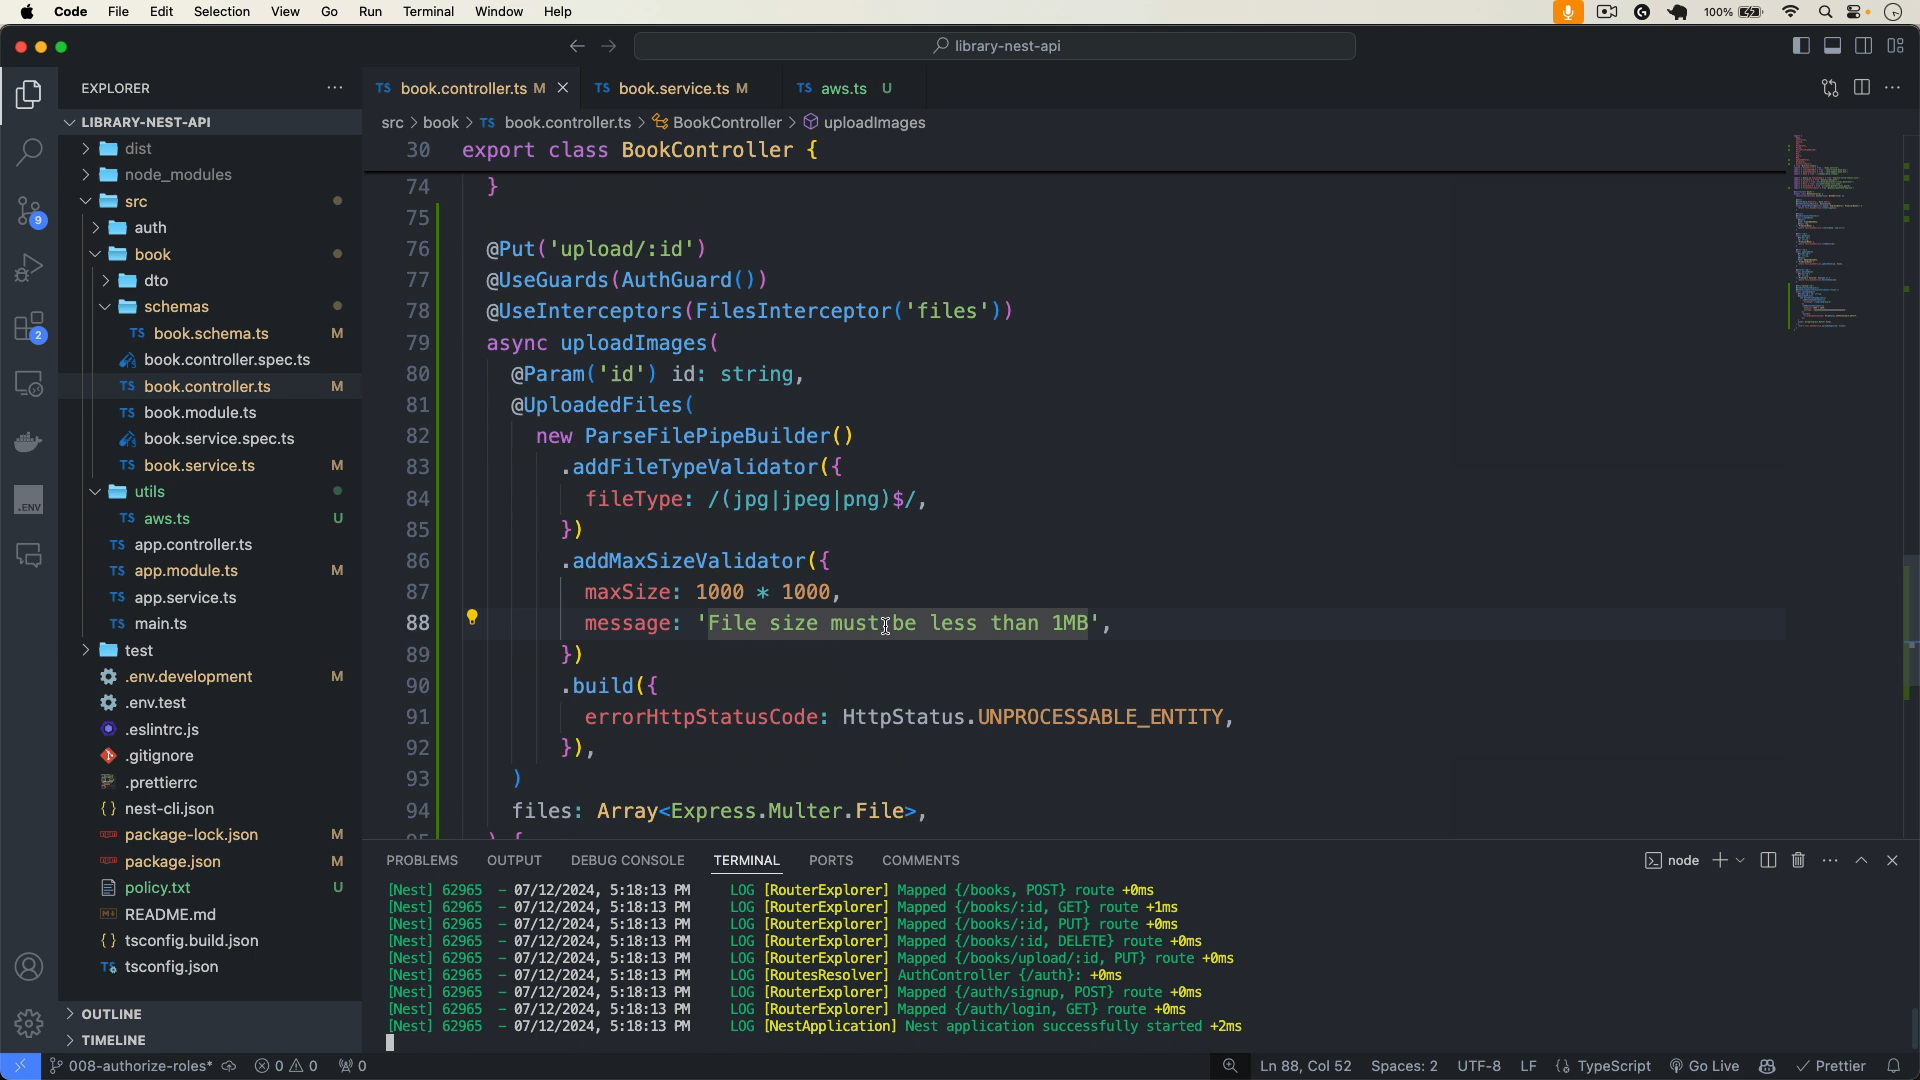 Code File Edit Selection View Go Run Terminal Window Help 100%
library-nest-api
EXPLORER
LIBRARY-NEST-API
dist
node_modules
src
auth
book
dto
schemas
TS book.schema.ts M
book.controller.spec.ts
TS book.controller.ts M
TS book.module.ts
book.service.spec.ts
TS book.service.ts M
utils
TS aws.ts U
TS app.controller.ts
TS app.module.ts M
TS app.service.ts
TS main.ts
test
.env.development M
.env.test
.eslintrc.js
.gitignore
.prettierrc
{} nest-cli.json
package-lock.json M
package.json M
policy.txt U
README.md
{} tsconfig.build.json
TS tsconfig.json
OUTLINE
TIMELINE
9
2
.ENV
TS book.controller.ts M TS book.service.ts M TS aws.ts U
src > book > TS book.controller.ts > BookController > uploadImages
30 export class BookController {
74 }
75
76 @Put('upload/:id')
77 @UseGuards(AuthGuard())
78 @UseInterceptors(FilesInterceptor('files'))
79 async uploadImages(
80 @Param('id') id: string,
81 @UploadedFiles(
82 new ParseFilePipeBuilder()
83 .addFileTypeValidator({
84 fileType: /(jpg|jpeg|png)$/,
85 })
86 .addMaxSizeValidator({
87 maxSize: 1000 * 1000,
88 message: 'File size must be less than 1MB',
89 })
90 .build({
91 errorHttpStatusCode: HttpStatus.UNPROCESSABLE_ENTITY,
92 }),
93 )
94 files: Array<Express.Multer.File>,
95 ) {
PROBLEMS OUTPUT DEBUG CONSOLE TERMINAL PORTS COMMENTS node
[Nest] 62965 - 07/12/2024, 5:18:13 PM LOG [RouterExplorer] Mapped {/books, POST} route +0ms
[Nest] 62965 - 07/12/2024, 5:18:13 PM LOG [RouterExplorer] Mapped {/books/:id, GET} route +1ms
[Nest] 62965 - 07/12/2024, 5:18:13 PM LOG [RouterExplorer] Mapped {/books/:id, PUT} route +0ms
[Nest] 62965 - 07/12/2024, 5:18:13 PM LOG [RouterExplorer] Mapped {/books/:id, DELETE} route +0ms
[Nest] 62965 - 07/12/2024, 5:18:13 PM LOG [RouterExplorer] Mapped {/books/upload/:id, PUT} route +0ms
[Nest] 62965 - 07/12/2024, 5:18:13 PM LOG [RoutesResolver] AuthController {/auth}: +0ms
[Nest] 62965 - 07/12/2024, 5:18:13 PM LOG [RouterExplorer] Mapped {/auth/signup, POST} route +0ms
[Nest] 62965 - 07/12/2024, 5:18:13 PM LOG [RouterExplorer] Mapped {/auth/login, GET} route +0ms
[Nest] 62965 - 07/12/2024, 5:18:13 PM LOG [NestApplication] Nest application successfully started +2ms
008-authorize-roles* 0 0 0 Ln 88, Col 52 Spaces: 2 UTF-8 LF {} TypeScript Go Live Prettier